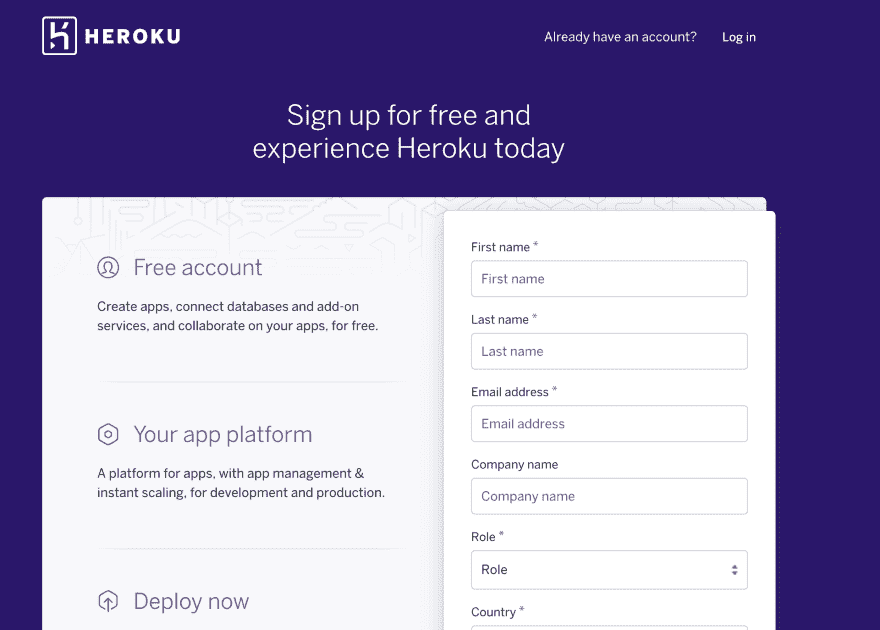 HEROKU
Already have an account?
Log in
Sign up for free and
experience Heroku today
Free account
Create apps, connect databases and add-on
services, and collaborate on your apps, for free.
Your app platform
A platform for apps, with app management &
instant scaling, for development and production.
Deploy now
First name *
First name
Last name *
Last name
Email address *
Email address
Company name
Company name
Role *
Role
Country *